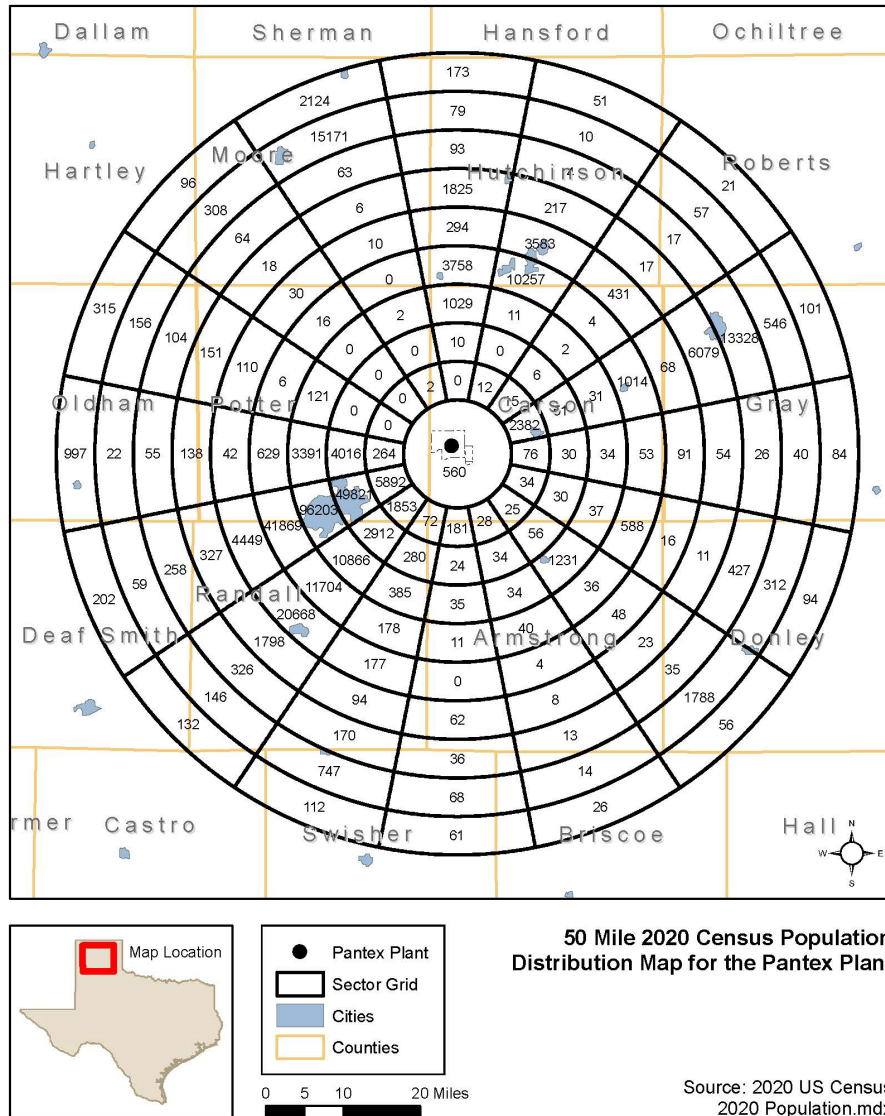 Dallam Sherman Hansford Ochiltree
173
2124 51
79
15171 10
93
Moore
Hartley 63 Hutchinson 4 Roberts
96 1825 21
308 6 217 57
64 294 17
10 3583
18 3758 17
30 0 10257 431
315 1029 101
156 2 11 546
104 16 4 13328
151 10 6079
110 0 0 0 2 68
6 0 2 0 12 6 1014
121 15 31
Oldham Potter 0 Carson 51 Gray
0 2382
997 22 55 138 42 629 3391 4016 264 76 30 34 53 91 54 26 40 84
560
5892 34
49821 1853 25 30
96203 72 181 28 37
41869 2912 56 588
4449 280 24 34 1231 16
327 10866 11
258 11704 385 35 34 36 427
59 Randall 312
202 20668 178 40 48 94
Deaf Smith 1798 11 Armstrong 23 Donley
326 177 0 4 35
146 94 8 1788
132 62 56
170 13
36
747 14
68
112 26
rmer Castro Swisher 61 Briscoe Hall
N
W E
S
Map Location
Pantex Plant
Sector Grid
Cities
Counties
0 5 10 20 Miles
50 Mile 2020 Census Population
Distribution Map for the Pantex Plan
Source: 2020 US Census
2020 Population.mdx